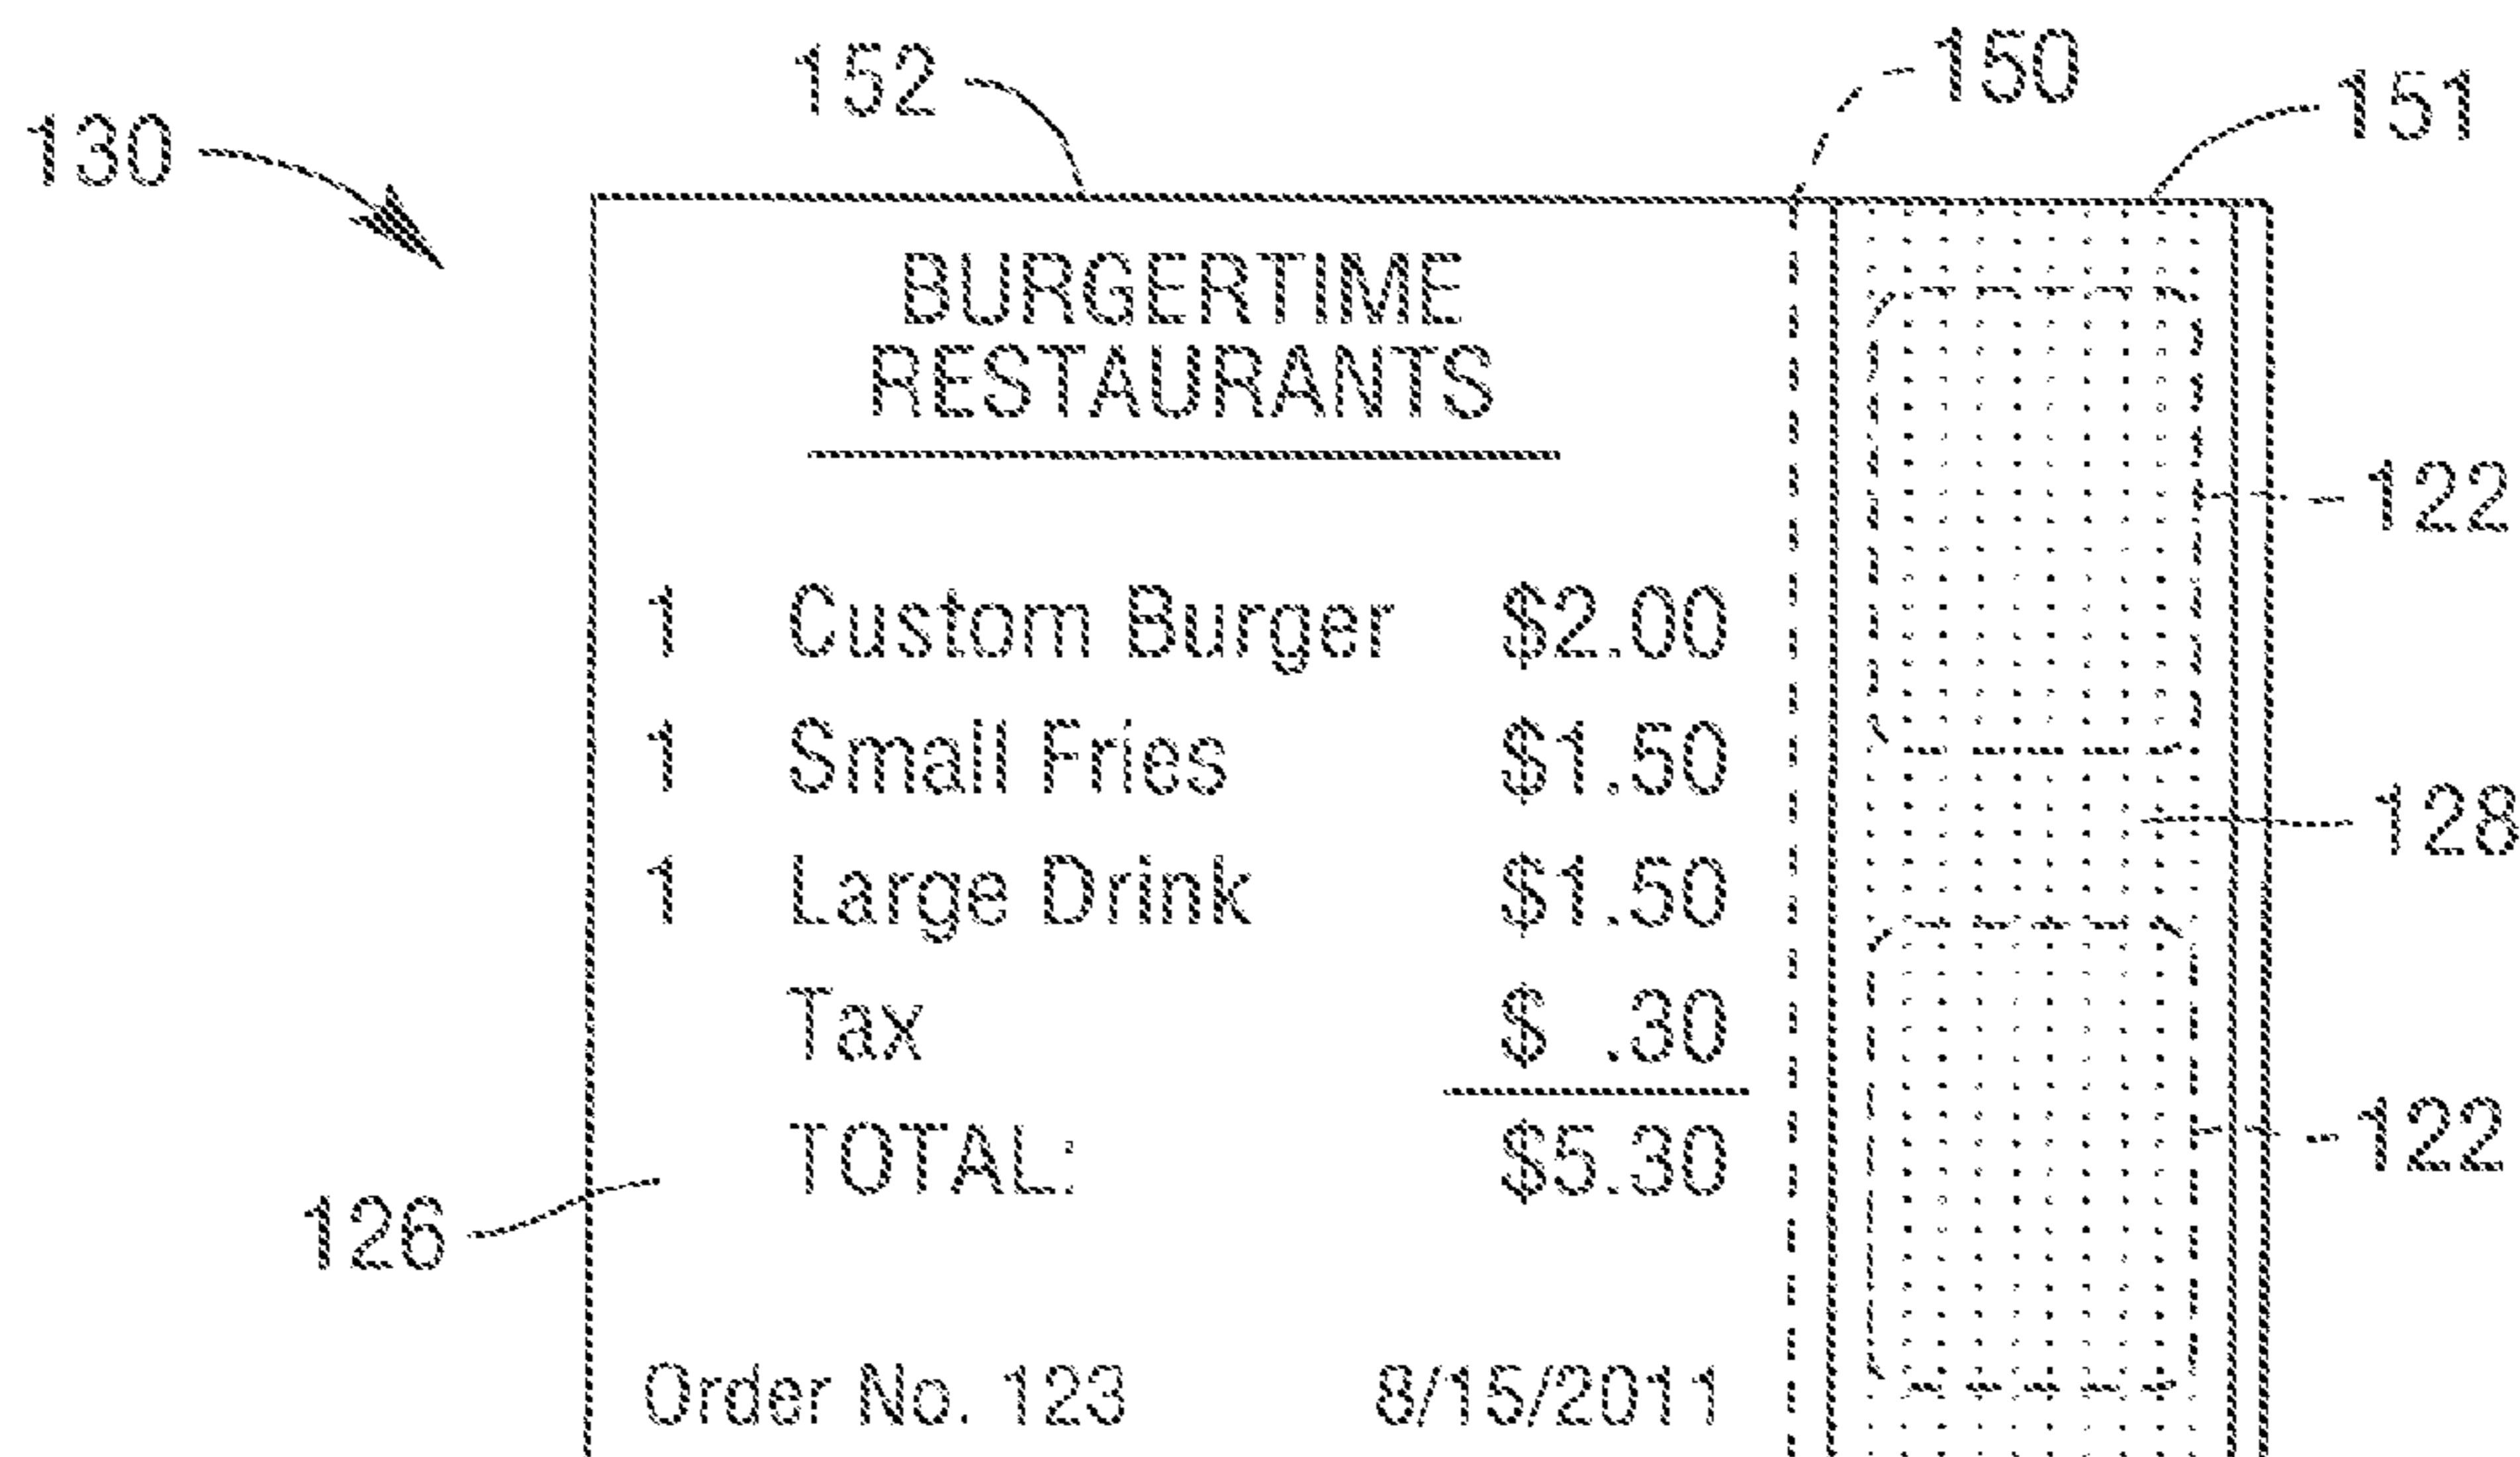 152
150
151
130
BURGERTIME
RESTAURANTS
122
1 Custom Burger $2.00
1 Small Fries $1.50
128
1 Large Drink $1.50
Tax $ .30
122
TOTAL: $5.30
126
Order No. 123 8/15/2011